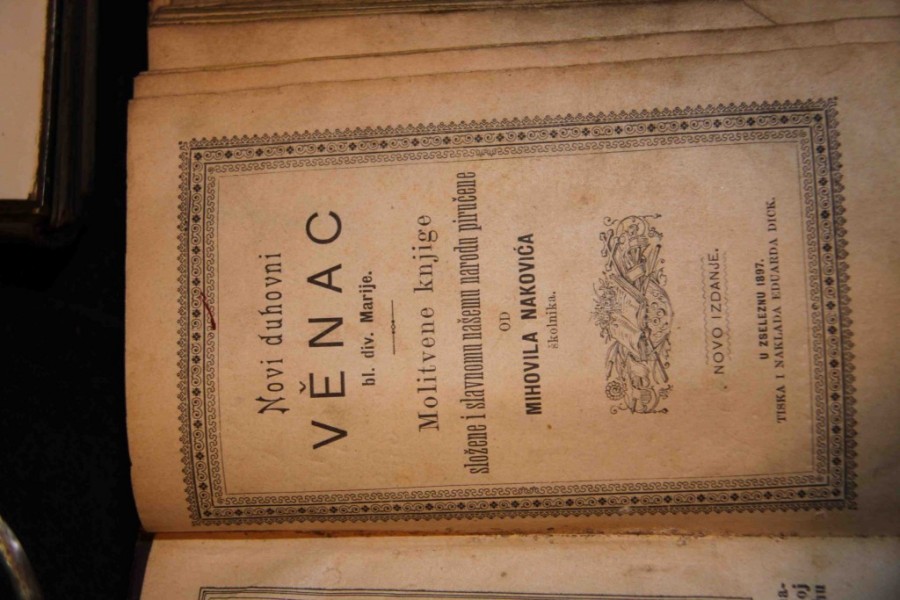 Novi duhovni
VĚNAC
bl. div. Marije.
Molitvene knjige
složene i slavnomu našemu narodu piručene
OD
MIHOVILA NAKOVIĆA
školnika.
NOVO IZDANJE.
U ZSELEZNU 1897.
TISKA I NAKLADA EDUARDA DICK.